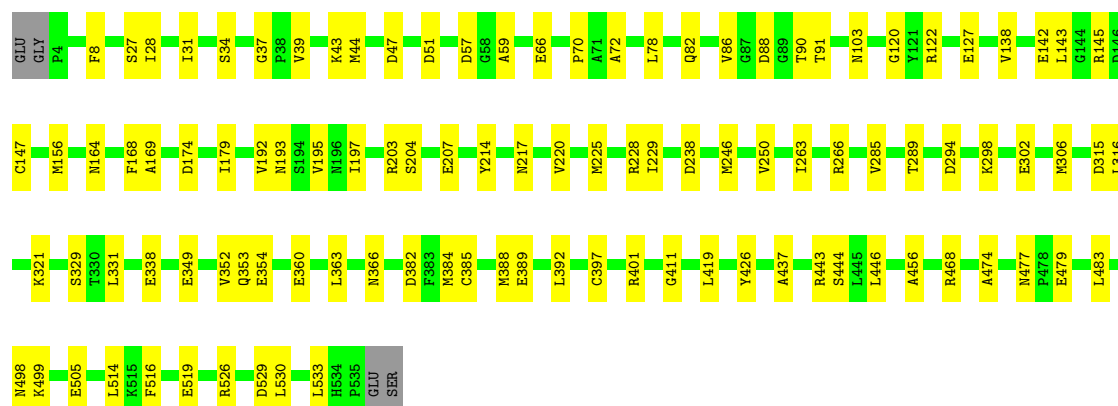 GLU GLY P4 F8 S27 I28 I31 S34 G37 P38 V39 K43 M44 D47 D51 D57 G58 A59 E66 P70 A71 A72 L78 Q82 V86 G87 D88 G89 T90 T91 N103 G120 Y121 R122 E127 V138 E142 L143 G144 R145 D146
C147 M156 N164 F168 A169 D174 I179 V192 N193 S194 V195 N196 I197 R203 S204 E207 Y214 N217 V220 M225 R228 I229 D238 M246 V250 I263 R266 V285 T289 D294 K298 E302 M306 D315 L316
K321 S329 T330 L331 E338 E349 V352 Q353 E354 E360 L363 N366 D382 F383 M384 C385 M388 E389 L392 C397 R401 G411 L419 Y426 A437 R443 S444 L445 L446 A456 R468 A474 N477 P478 E479 L483
N498 K499 E505 L514 K515 F516 E519 R526 D529 L530 L533 H534 P535 GLU SER